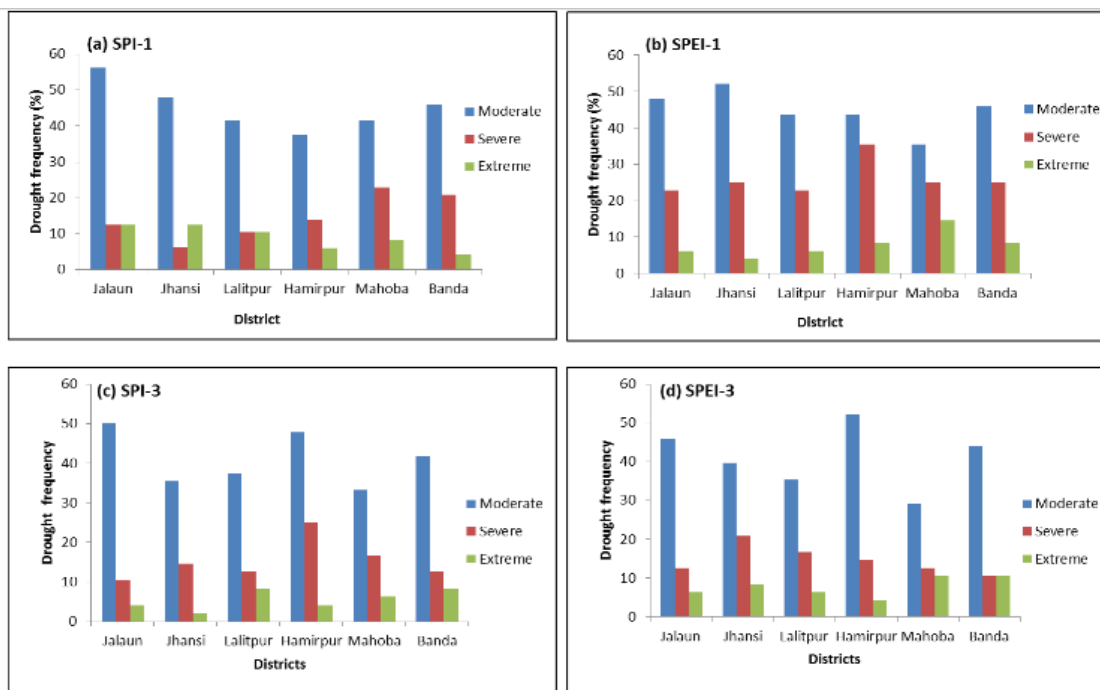 (a) SPI-1
Drought frequency (%)
60
50
40
30
20
10
0
Jalaun Jhansi Lalitpur Hamirpur Mahoba Banda
District
Moderate
Severe
Extreme
(b) SPEI-1
Drought frequency (%)
60
50
40
30
20
10
0
Jalaun Jhansi Lalitpur Hamirpur Mahoba Banda
District
Moderate
Severe
Extreme
(c) SPI-3
Drought frequency
60
50
40
30
20
10
0
Jalaun Jhansi Lalitpur Hamirpur Mahoba Banda
Districts
Moderate
Severe
Extreme
(d) SPEI-3
Drought frequency
60
50
40
30
20
10
0
Jalaun Jhansi Lalitpur Hamirpur Mahoba Banda
Districts
Moderate
Severe
Extreme